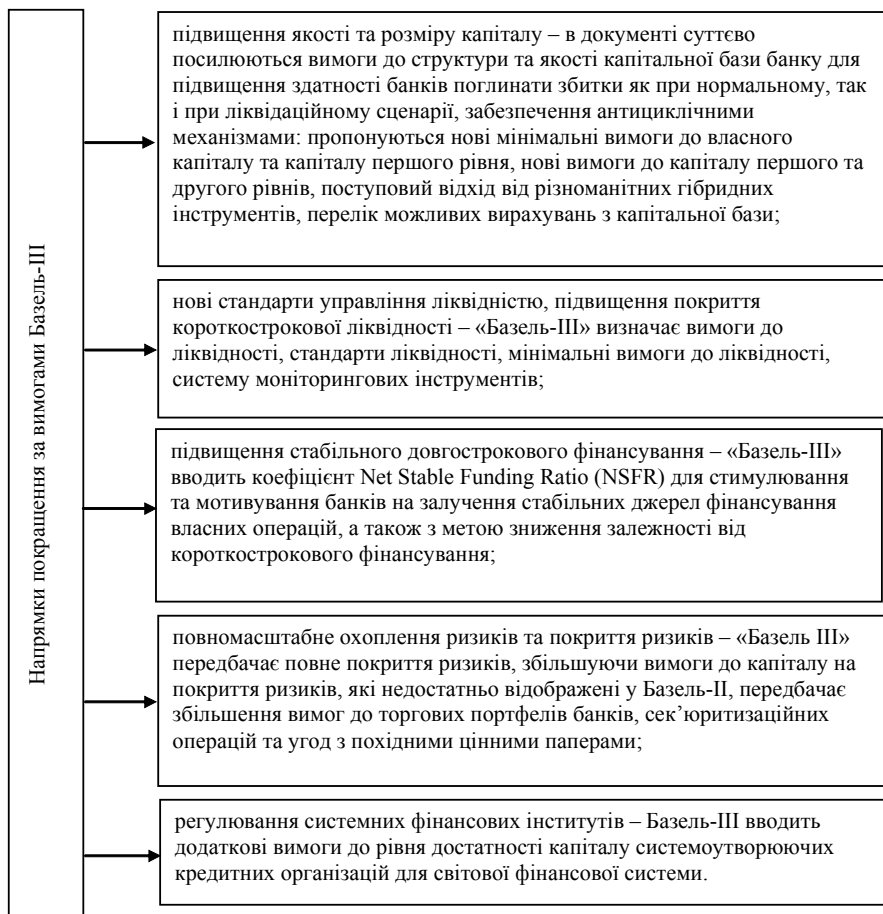 Напрямки покращення за вимогами Базель-ІІІ
підвищення якості та розміру капіталу – в документі суттєво
посилюються вимоги до структури та якості капітальної бази банку для
підвищення здатності банків поглинати збитки як при нормальному, так
і при ліквідаційному сценарії, забезпечення антициклічними
механізмами: пропонуються нові мінімальні вимоги до власного
капіталу та капіталу першого рівня, нові вимоги до капіталу першого та
другого рівнів, поступовий відхід від різноманітних гібридних
інструментів, перелік можливих вирахувань з капітальної бази;
нові стандарти управління ліквідністю, підвищення покриття
короткострокової ліквідності – «Базель-ІІІ» визначає вимоги до
ліквідності, стандарти ліквідності, мінімальні вимоги до ліквідності,
систему моніторингових інструментів;
підвищення стабільного довгострокового фінансування – «Базель-ІІІ»
вводить коефіцієнт Net Stable Funding Ratio (NSFR) для стимулювання
та мотивування банків на залучення стабільних джерел фінансування
власних операцій, а також з метою зниження залежності від
короткострокового фінансування;
повномасштабне охоплення ризиків та покриття ризиків – «Базель ІІІ»
передбачає повне покриття ризиків, збільшуючи вимоги до капіталу на
покриття ризиків, які недостатньо відображені у Базель-ІІ, передбачає
збільшення вимог до торгових портфелів банків, сек’юритизаційних
операцій та угод з похідними цінними паперами;
регулювання системних фінансових інститутів – Базель-ІІІ вводить
додаткові вимоги до рівня достатності капіталу системоутворюючих
кредитних організацій для світової фінансової системи.